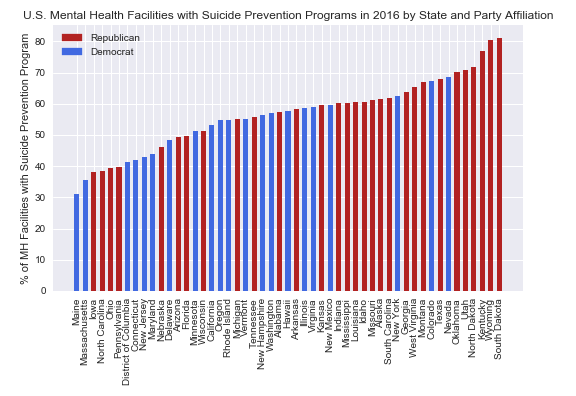 U.S. Mental Health Facilities with Suicide Prevention Programs in 2016 by State and Party Affiliation
Republican
Democrat
% of MH Facilities with Suicide Prevention Program
80
70
60
50
40
30
20
10
0
Maine
Massachusetts
Iowa
North Carolina
Ohio
Pennsylvania
District of Columbia
Connecticut
New Jersey
Maryland
Nebraska
Delaware
Arizona
Florida
Minnesota
Wisconsin
California
Oregon
Rhode Island
Michigan
Vermont
Tennessee
New Hampshire
Washington
Alabama
Hawaii
Arkansas
Illinois
Virginia
Kansas
New Mexico
Indiana
Mississippi
Louisiana
Idaho
Missouri
Alaska
South Carolina
New York
Georgia
West Virginia
Montana
Colorado
Texas
Nevada
Oklahoma
Utah
North Dakota
Kentucky
Wyoming
South Dakota